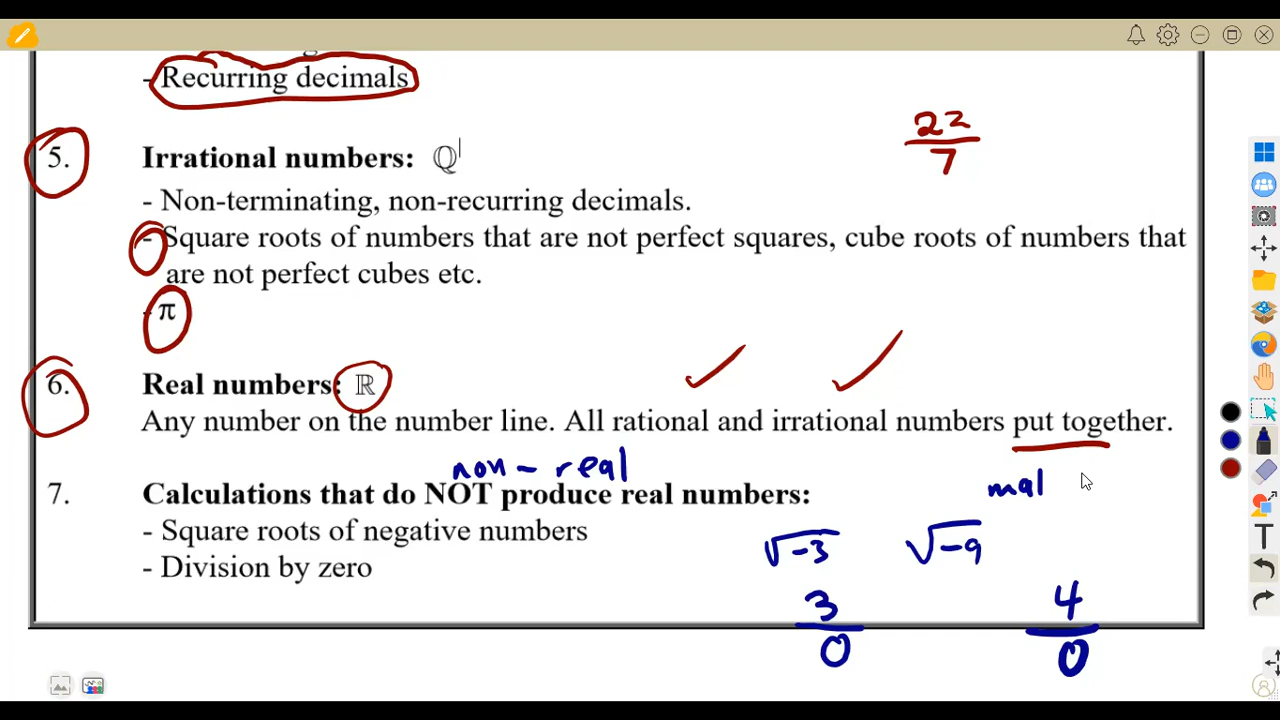 - Recurring decimals
22
7
5. Irrational numbers: ℚ|
- Non-terminating, non-recurring decimals.
- Square roots of numbers that are not perfect squares, cube roots of numbers that
are not perfect cubes etc.
- π
6. Real numbers: ℝ
Any number on the number line. All rational and irrational numbers put together.
non - real
7. Calculations that do NOT produce real numbers:
mal
- Square roots of negative numbers
√-3 √-9
- Division by zero
3 4
0 0
T